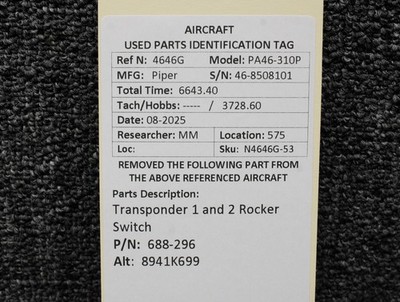 AIRCRAFT
USED PARTS IDENTIFICATION TAG
Ref N: 4646G Model: PA46-310P
MFG: Piper S/N: 46-8508101
Total Time: 6643.40
Tach/Hobbs: ----- / 3728.60
Date: 08-2025
Researcher: MM Location: 575
Loc: Sku: N4646G-53
REMOVED THE FOLLOWING PART FROM
THE ABOVE REFERENCED AIRCRAFT
Parts Description:
Transponder 1 and 2 Rocker
Switch
P/N: 688-296
Alt: 8941K699